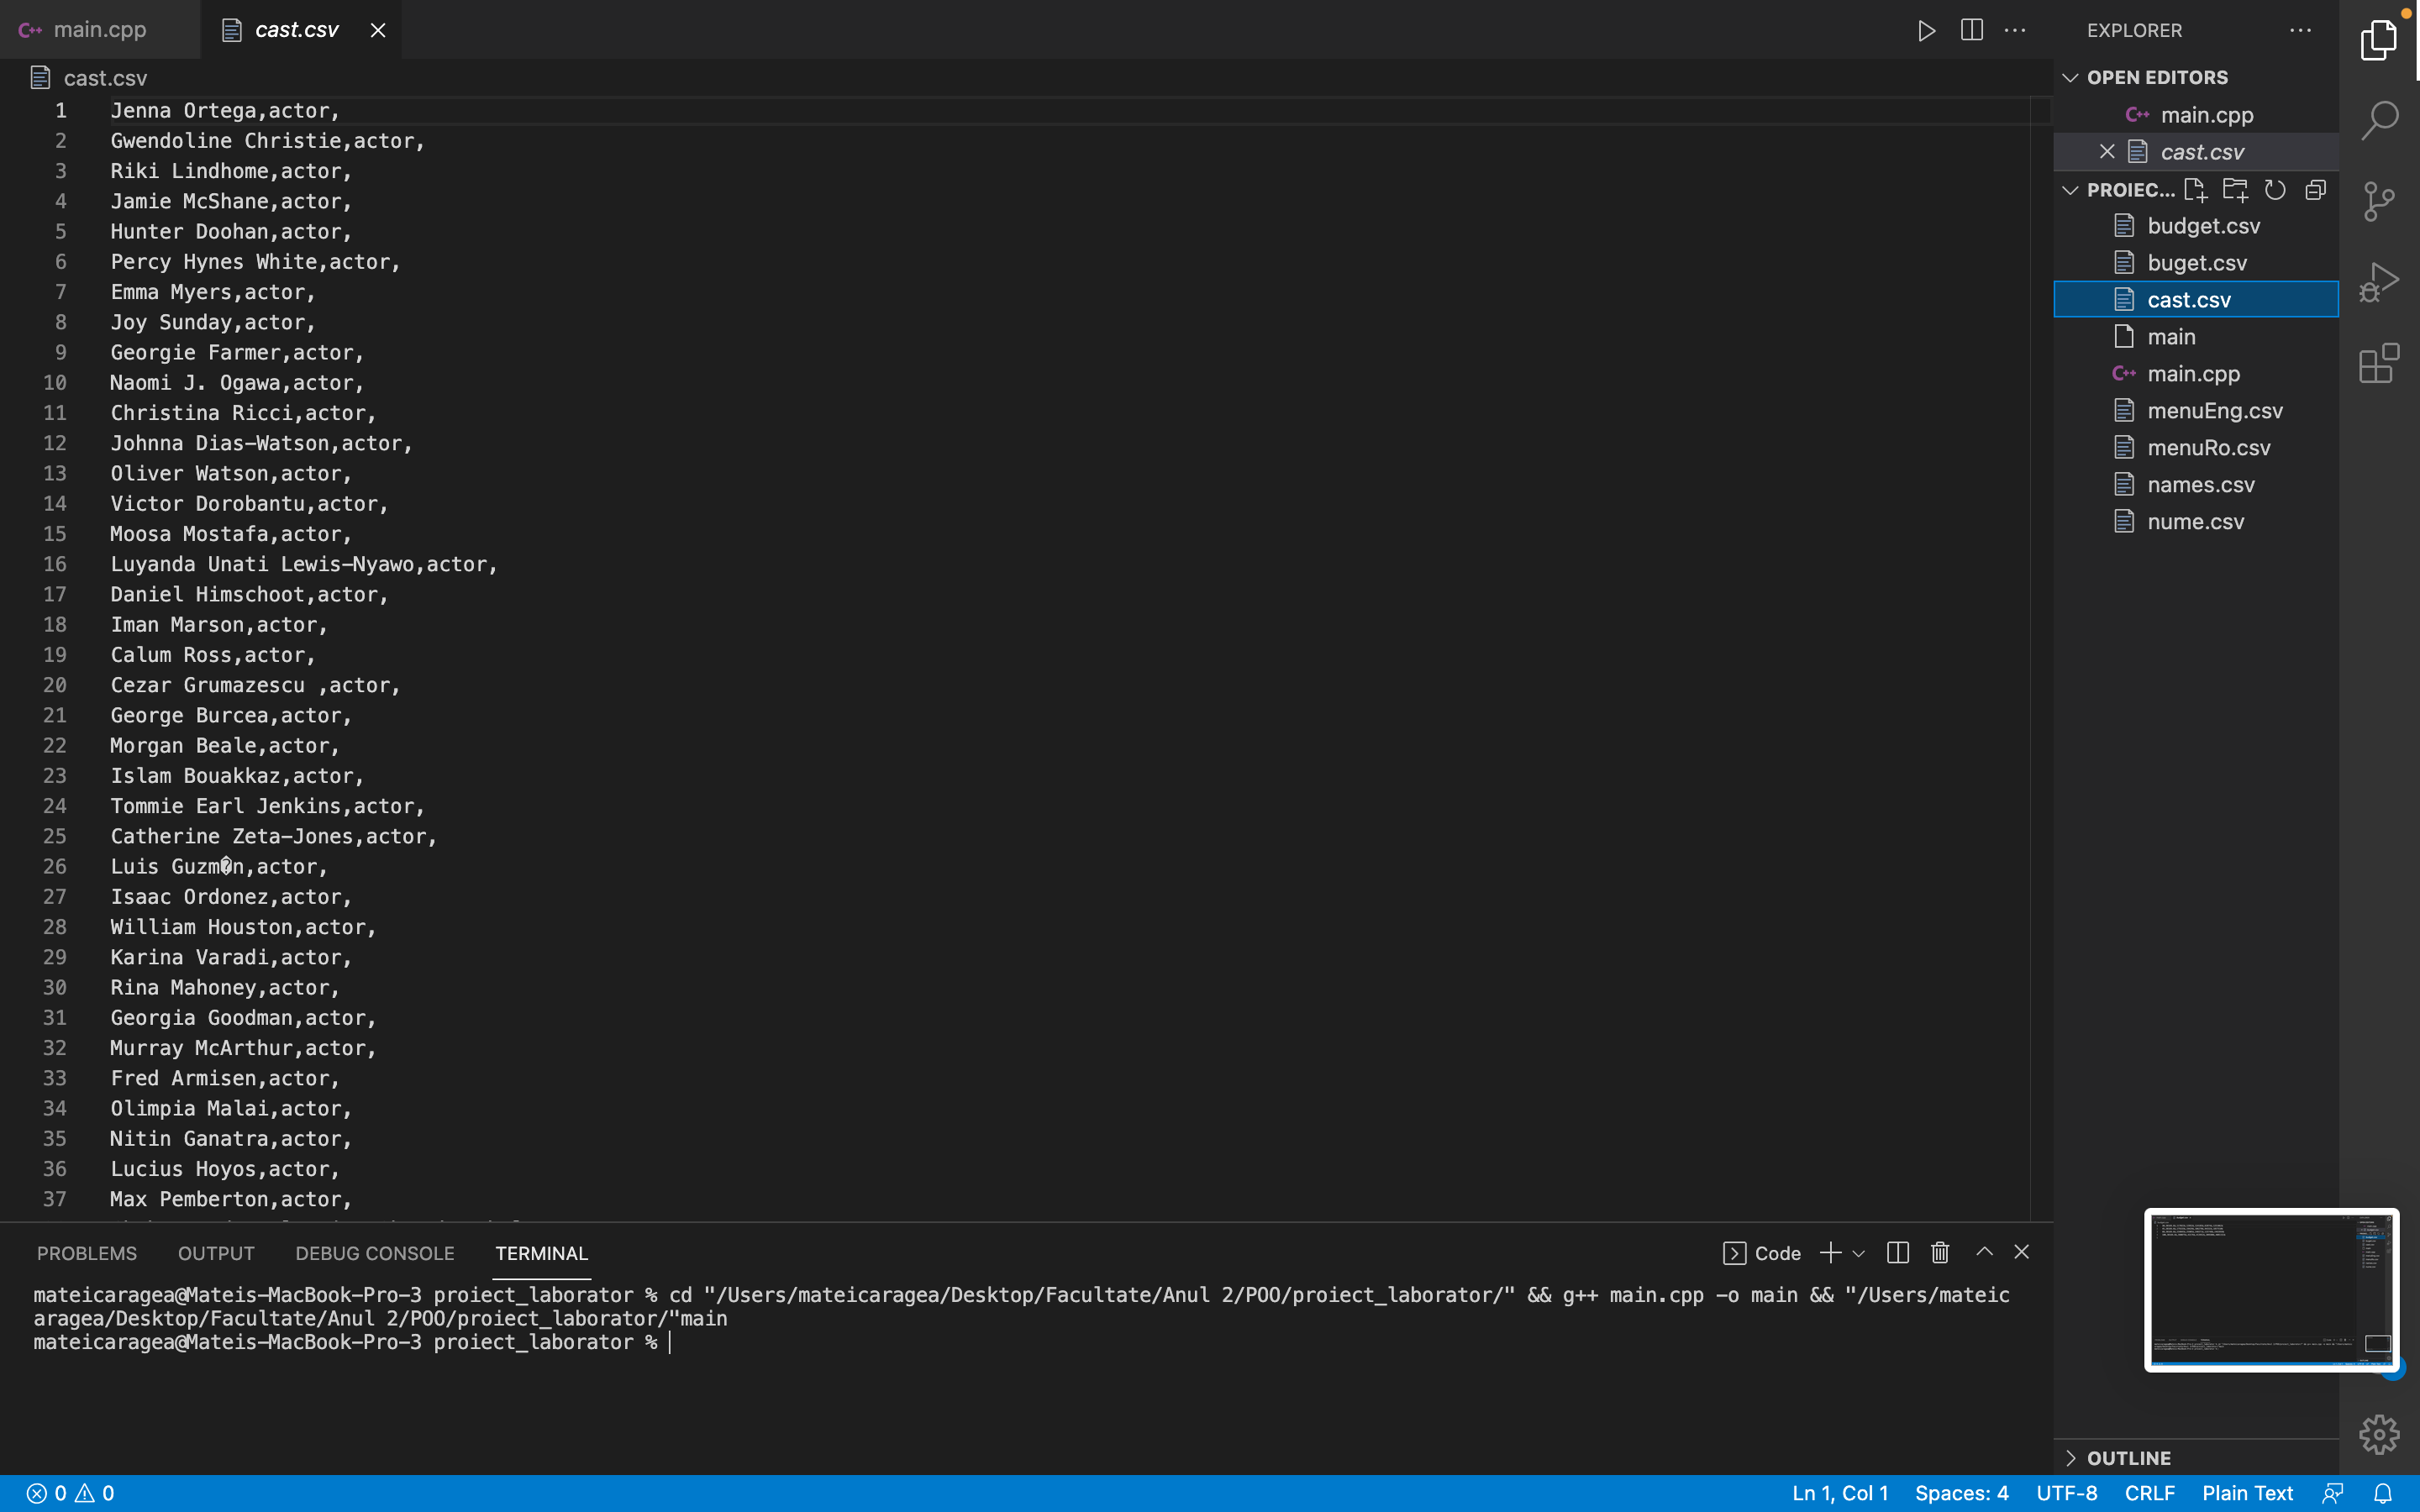 main.cpp
cast.csv
EXPLORER
cast.csv
OPEN EDITORS
main.cpp
cast.csv
PROIEC...
budget.csv
buget.csv
cast.csv
main
main.cpp
menuEng.csv
menuRo.csv
names.csv
nume.csv
1 Jenna Ortega,actor,
2 Gwendoline Christie,actor,
3 Riki Lindhome,actor,
4 Jamie McShane,actor,
5 Hunter Doohan,actor,
6 Percy Hynes White,actor,
7 Emma Myers,actor,
8 Joy Sunday,actor,
9 Georgie Farmer,actor,
10 Naomi J. Ogawa,actor,
11 Christina Ricci,actor,
12 Johnna Dias-Watson,actor,
13 Oliver Watson,actor,
14 Victor Dorobantu,actor,
15 Moosa Mostafa,actor,
16 Luyanda Unati Lewis-Nyawo,actor,
17 Daniel Himschoot,actor,
18 Iman Marson,actor,
19 Calum Ross,actor,
20 Cezar Grumazescu ,actor,
21 George Burcea,actor,
22 Morgan Beale,actor,
23 Islam Bouakkaz,actor,
24 Tommie Earl Jenkins,actor,
25 Catherine Zeta-Jones,actor,
26 Luis Guzm�n,actor,
27 Isaac Ordonez,actor,
28 William Houston,actor,
29 Karina Varadi,actor,
30 Rina Mahoney,actor,
31 Georgia Goodman,actor,
32 Murray McArthur,actor,
33 Fred Armisen,actor,
34 Olimpia Malai,actor,
35 Nitin Ganatra,actor,
36 Lucius Hoyos,actor,
37 Max Pemberton,actor,
PROBLEMS OUTPUT DEBUG CONSOLE TERMINAL
Code
mateicaragea@Mateis-MacBook-Pro-3 proiect_laborator % cd "/Users/mateicaragea/Desktop/Facultate/Anul 2/POO/proiect_laborator/" && g++ main.cpp -o main && "/Users/mateic
aragea/Desktop/Facultate/Anul 2/POO/proiect_laborator/"main
mateicaragea@Mateis-MacBook-Pro-3 proiect_laborator %
OUTLINE
0 0
Ln 1, Col 1 Spaces: 4 UTF-8 CRLF Plain Text